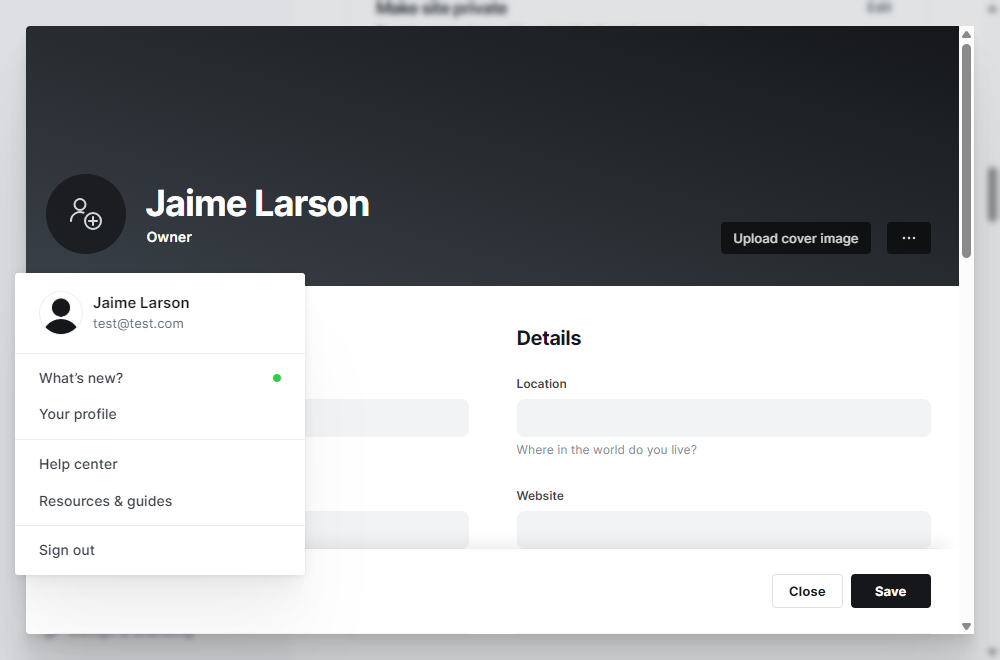 Make site private
Edit
Jaime Larson
Owner
Upload cover image
Jaime Larson
test@test.com
What's new?
Your profile
Help center
Resources & guides
Sign out
Details
Location
Where in the world do you live?
Website
Close
Save